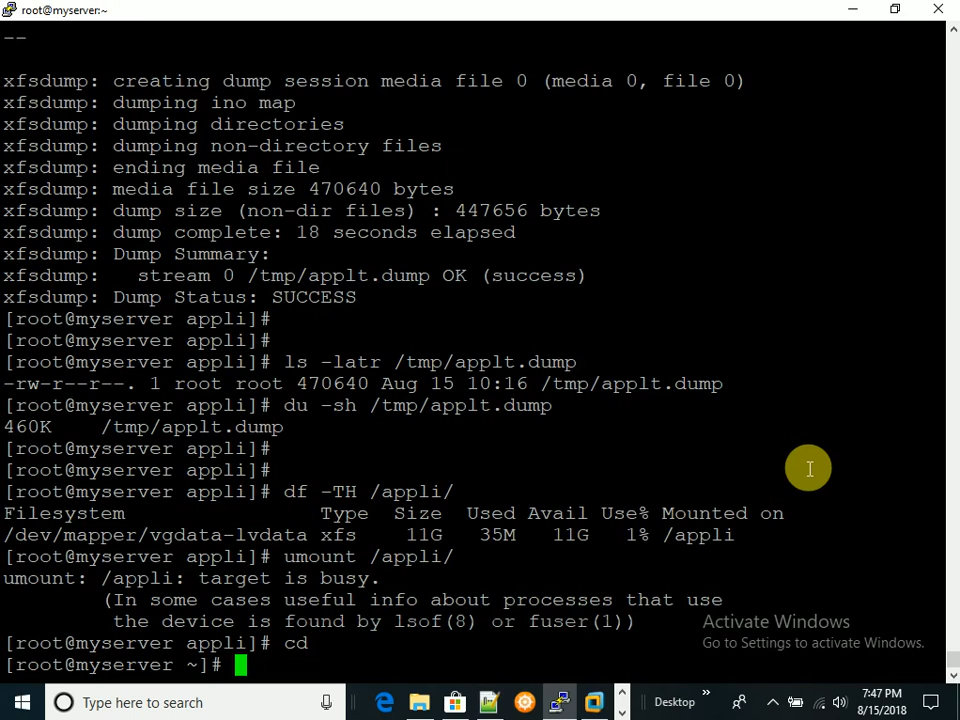 root@myserver:~
--
xfsdump: creating dump session media file 0 (media 0, file 0)
xfsdump: dumping ino map
xfsdump: dumping directories
xfsdump: dumping non-directory files
xfsdump: ending media file
xfsdump: media file size 470640 bytes
xfsdump: dump size (non-dir files) : 447656 bytes
xfsdump: dump complete: 18 seconds elapsed
xfsdump: Dump Summary:
xfsdump:   stream 0 /tmp/applt.dump OK (success)
xfsdump: Dump Status: SUCCESS
[root@myserver appli]#
[root@myserver appli]#
[root@myserver appli]# ls -latr /tmp/applt.dump
-rw-r--r--. 1 root root 470640 Aug 15 10:16 /tmp/applt.dump
[root@myserver appli]# du -sh /tmp/applt.dump
460K    /tmp/applt.dump
[root@myserver appli]#
[root@myserver appli]#
[root@myserver appli]# df -TH /appli/
Filesystem                Type  Size  Used Avail Use% Mounted on
/dev/mapper/vgdata-lvdata xfs    11G   35M   11G   1% /appli
[root@myserver appli]# umount /appli/
umount: /appli: target is busy.
        (In some cases useful info about processes that use
         the device is found by lsof(8) or fuser(1))
[root@myserver appli]# cd
[root@myserver ~]#
Activate Windows
Go to Settings to activate Windows.
Type here to search
Desktop
7:47 PM
8/15/2018